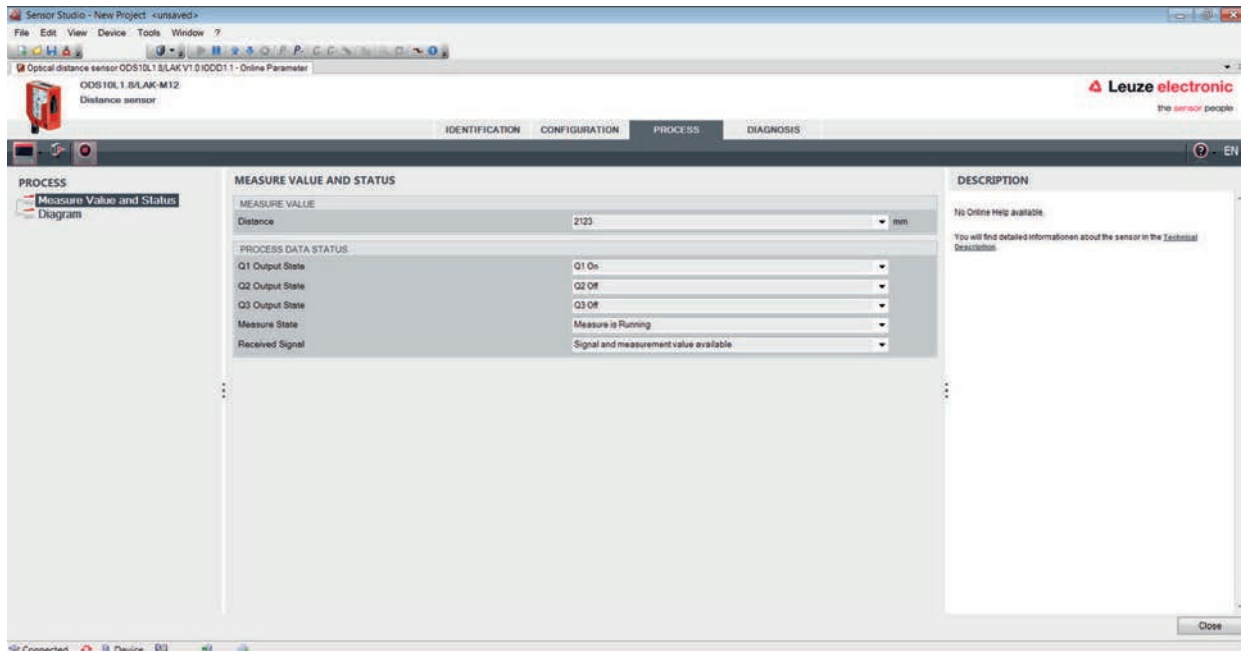 Sensor Studio - New Project <unsaved>
File Edit View Device Tools Window ?
Optical distance sensor ODS10L1.8/LAK V1.0 IODD1.1 - Online Parameter
ODS10L1.8/LAK-M12
Distance sensor
Leuze electronic
the sensor people
IDENTIFICATION CONFIGURATION PROCESS DIAGNOSIS
EN
PROCESS
Measure Value and Status
Diagram
MEASURE VALUE AND STATUS
MEASURE VALUE
Distance 2123 mm
PROCESS DATA STATUS
Q1 Output State Q1 On
Q2 Output State Q2 Off
Q3 Output State Q3 Off
Measure State Measure is Running
Received Signal Signal and measurement value available
DESCRIPTION
No Online Help available.
You will find detailed informationen about the sensor in the Technical
Description.
Close
Connected Device